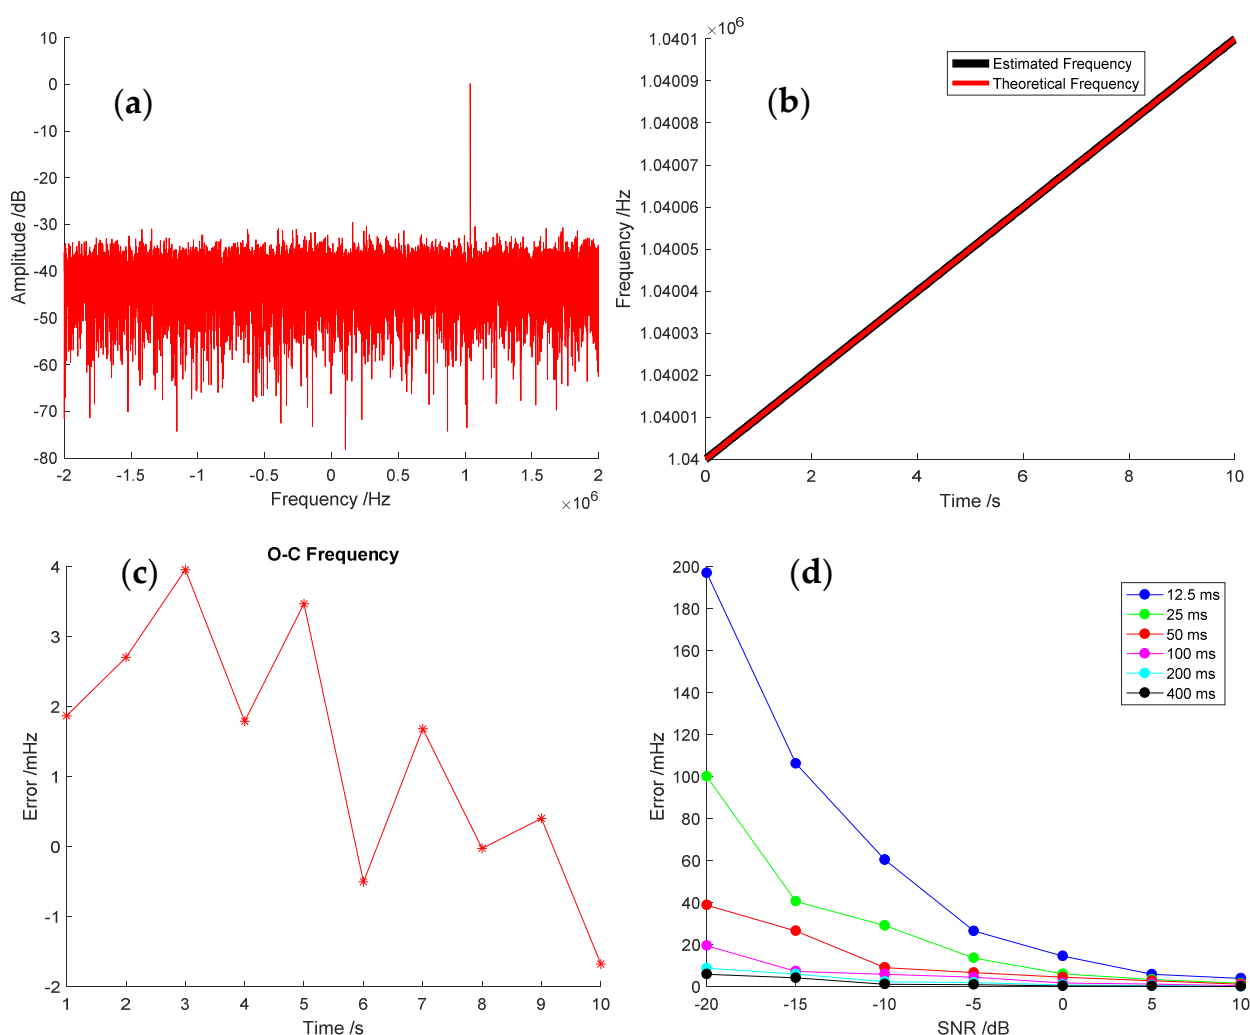 (a)
10
0
-10
-20
-30
-40
-50
-60
-70
-80
Amplitude /dB
-2 -1.5 -1 -0.5 0 0.5 1 1.5 2
Frequency /Hz
×10^6
(b)
×10^6
1.0401
1.04009
1.04008
1.04007
1.04006
1.04005
1.04004
1.04003
1.04002
1.04001
1.04
Frequency /Hz
Estimated Frequency
Theoretical Frequency
0 2 4 6 8 10
Time /s
O-C Frequency
(c)
4
3
2
1
0
-1
-2
Error /mHz
1 2 3 4 5 6 7 8 9 10
Time /s
(d)
200
180
160
140
120
100
80
60
40
20
0
Error /mHz
12.5 ms
25 ms
50 ms
100 ms
200 ms
400 ms
-20 -15 -10 -5 0 5 10
SNR /dB